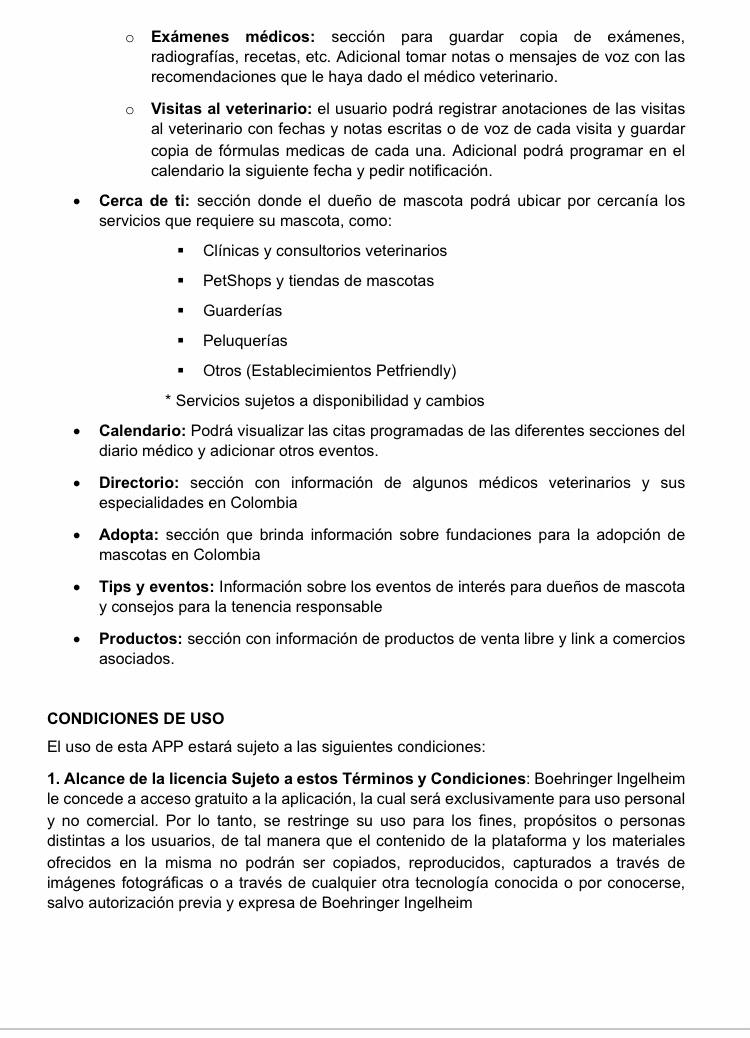 o Exámenes médicos: sección para guardar copia de exámenes,
radiografías, recetas, etc. Adicional tomar notas o mensajes de voz con las
recomendaciones que le haya dado el médico veterinario.
o Visitas al veterinario: el usuario podrá registrar anotaciones de las visitas
al veterinario con fechas y notas escritas o de voz de cada visita y guardar
copia de fórmulas medicas de cada una. Adicional podrá programar en el
calendario la siguiente fecha y pedir notificación.
• Cerca de ti: sección donde el dueño de mascota podrá ubicar por cercanía los
servicios que requiere su mascota, como:
▪ Clínicas y consultorios veterinarios
▪ PetShops y tiendas de mascotas
▪ Guarderías
▪ Peluquerías
▪ Otros (Establecimientos Petfriendly)
* Servicios sujetos a disponibilidad y cambios
• Calendario: Podrá visualizar las citas programadas de las diferentes secciones del
diario médico y adicionar otros eventos.
• Directorio: sección con información de algunos médicos veterinarios y sus
especialidades en Colombia
• Adopta: sección que brinda información sobre fundaciones para la adopción de
mascotas en Colombia
• Tips y eventos: Información sobre los eventos de interés para dueños de mascota
y consejos para la tenencia responsable
• Productos: sección con información de productos de venta libre y link a comercios
asociados.
CONDICIONES DE USO
El uso de esta APP estará sujeto a las siguientes condiciones:
1. Alcance de la licencia Sujeto a estos Términos y Condiciones: Boehringer Ingelheim
le concede a acceso gratuito a la aplicación, la cual será exclusivamente para uso personal
y no comercial. Por lo tanto, se restringe su uso para los fines, propósitos o personas
distintas a los usuarios, de tal manera que el contenido de la plataforma y los materiales
ofrecidos en la misma no podrán ser copiados, reproducidos, capturados a través de
imágenes fotográficas o a través de cualquier otra tecnología conocida o por conocerse,
salvo autorización previa y expresa de Boehringer Ingelheim